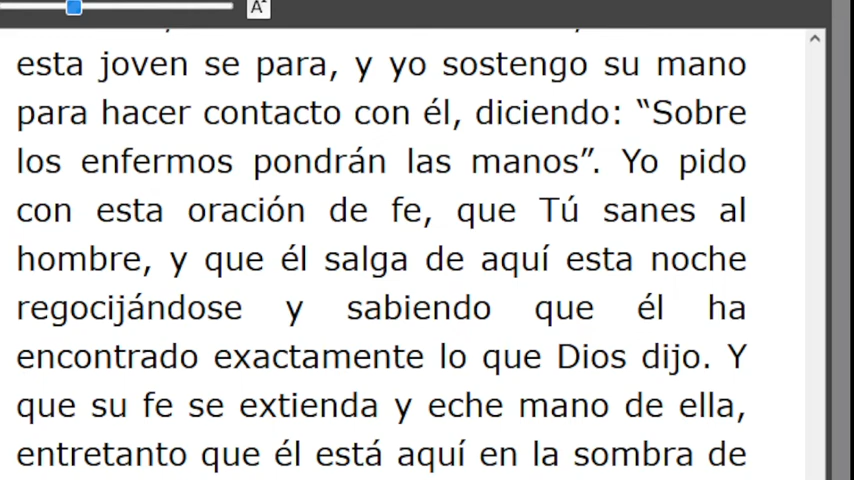 A
esta joven se para, y yo sostengo su mano
para hacer contacto con él, diciendo: “Sobre
los enfermos pondrán las manos”. Yo pido
con esta oración de fe, que Tú sanes al
hombre, y que él salga de aquí esta noche
regocijándose y sabiendo que él ha
encontrado exactamente lo que Dios dijo. Y
que su fe se extienda y eche mano de ella,
entretanto que él está aquí en la sombra de